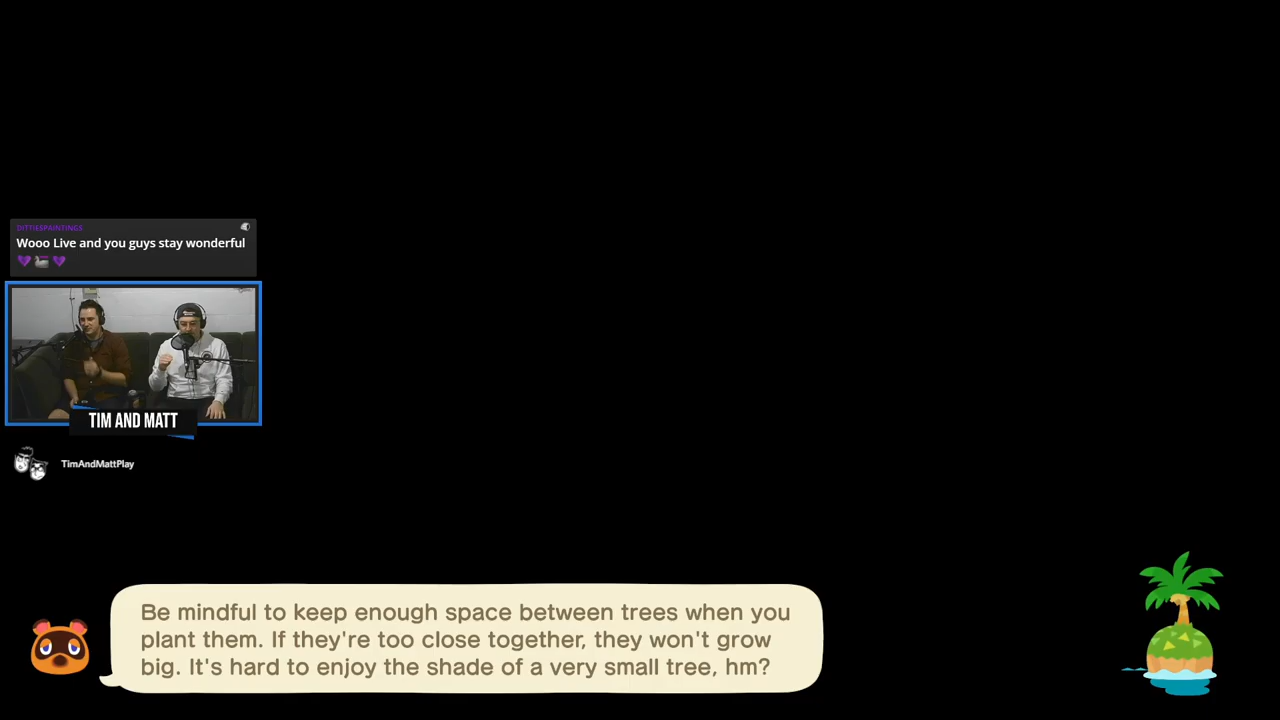 DITTIESPAINTINGS
Wooo Live and you guys stay wonderful
TIM AND MATT
TimAndMattPlay
Be mindful to keep enough space between trees when you
plant them. If they're too close together, they won't grow
big. It's hard to enjoy the shade of a very small tree, hm?